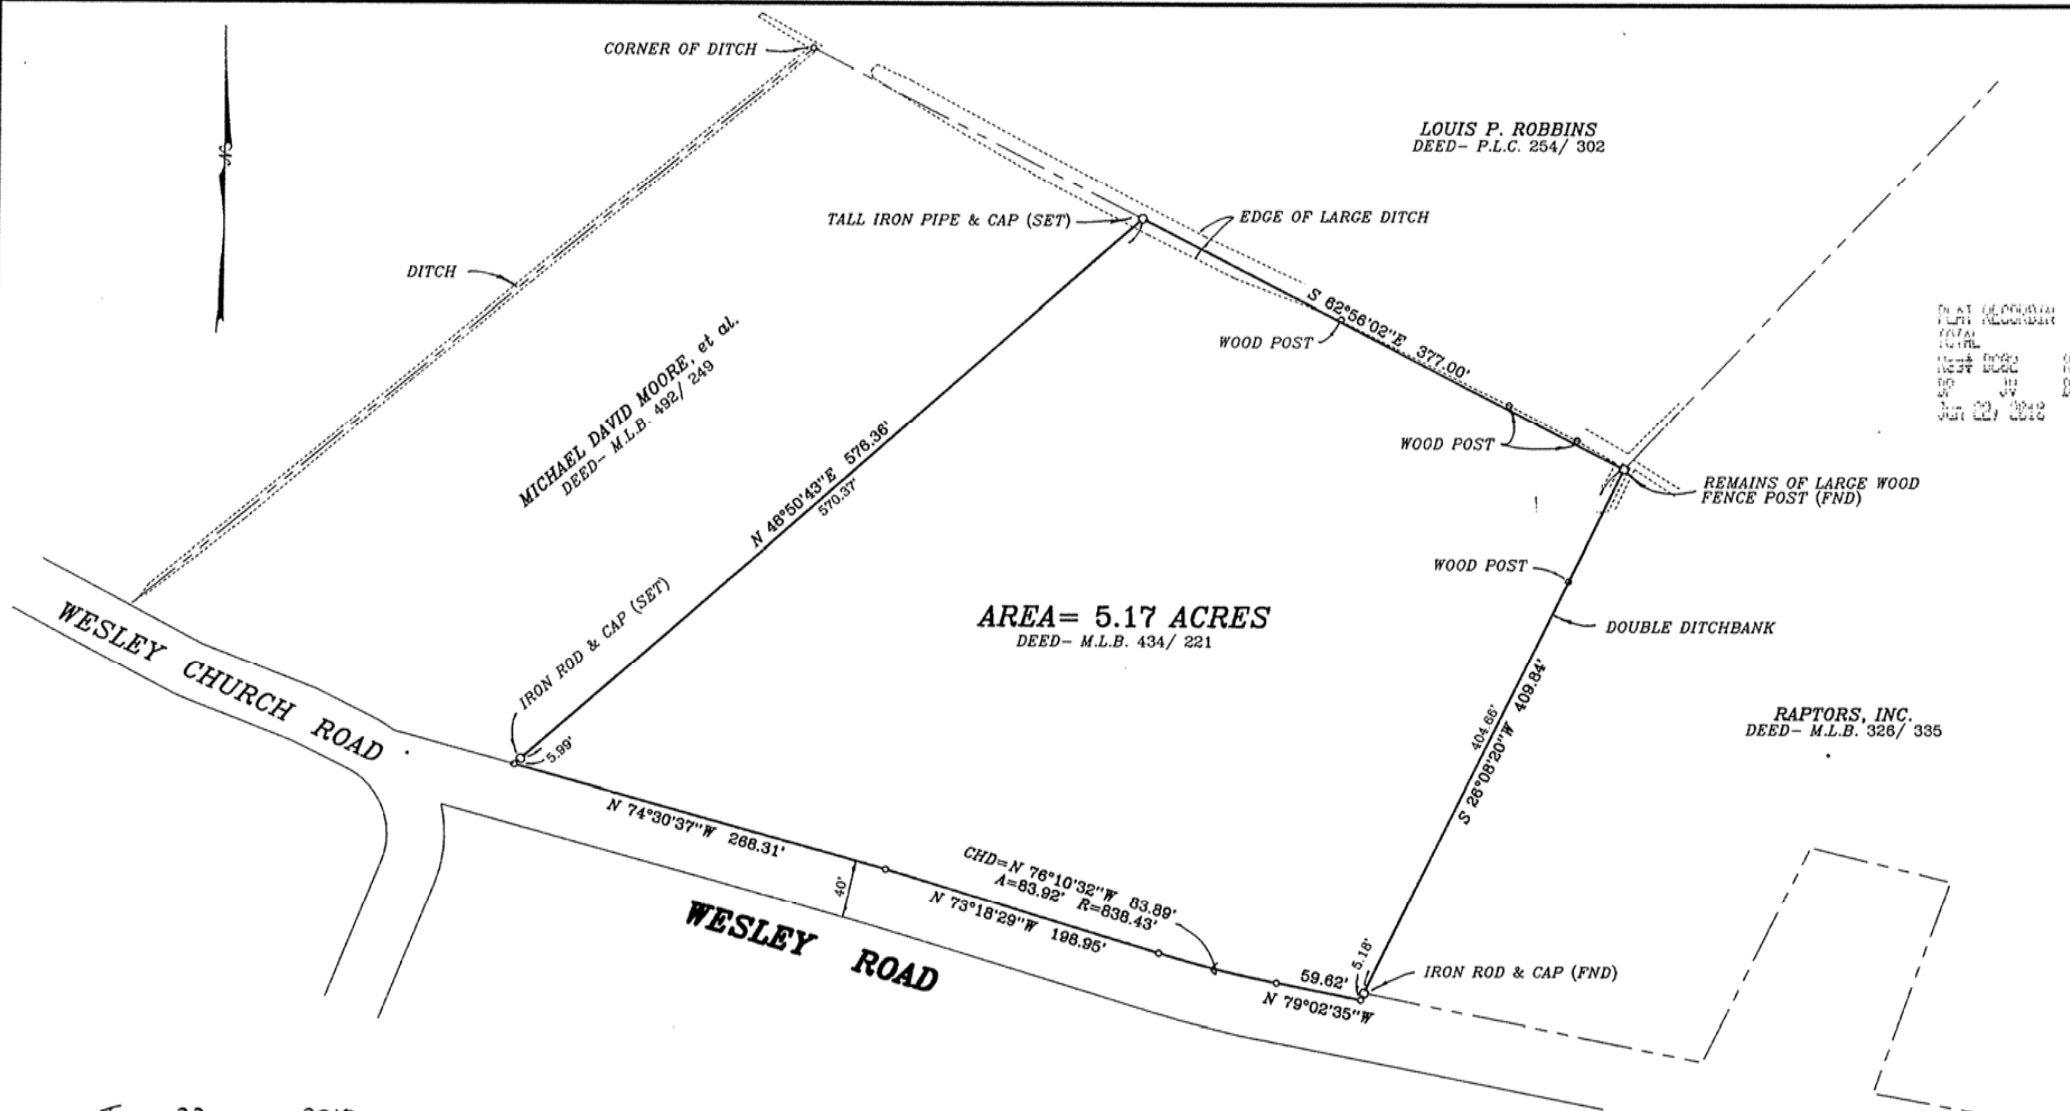 CORNER OF DITCH
LOUIS P. ROBBINS
DEED- P.L.C. 254/ 302
N
TALL IRON PIPE & CAP (SET)
EDGE OF LARGE DITCH
DITCH
S 62°56'02"E 377.00'
PLAT
TOTAL
WOOD POST
MICHAEL DAVID MOORE, et al.
DEED- M.L.B. 492/ 249
WOOD POST
REMAINS OF LARGE WOOD
FENCE POST (FND)
N 48°50'43"E 576.36'
570.37'
WOOD POST
AREA= 5.17 ACRES
DEED- M.L.B. 434/ 221
DOUBLE DITCHBANK
WESLEY CHURCH ROAD
IRON ROD & CAP (SET)
404.66'
S 26°08'20"W 409.84'
RAPTORS, INC.
DEED- M.L.B. 326/ 335
5.99'
N 74°30'37"W 268.31'
40'
CHD=N 76°10'32"W 83.89'
A=83.92' R=838.43'
N 73°18'29"W 198.95'
WESLEY ROAD
5.18'
IRON ROD & CAP (FND)
59.62'
N 79°02'35"W